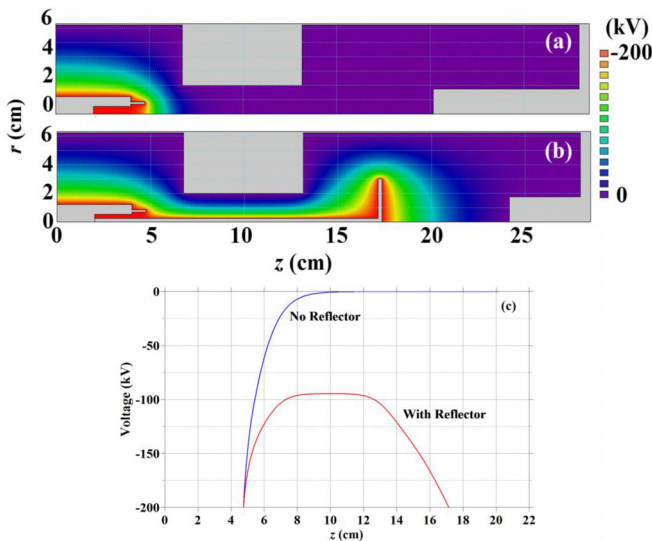 6
(a)
(kV)
-200
4
2
0
r (cm)
6
(b)
4
2
0
0
0 5 10 15 20 25
z (cm)
0
(c)
No Reflector
-50
Voltage (kV)
-100
With Reflector
-150
-200
0 2 4 6 8 10 12 14 16 18 20 22
z (cm)